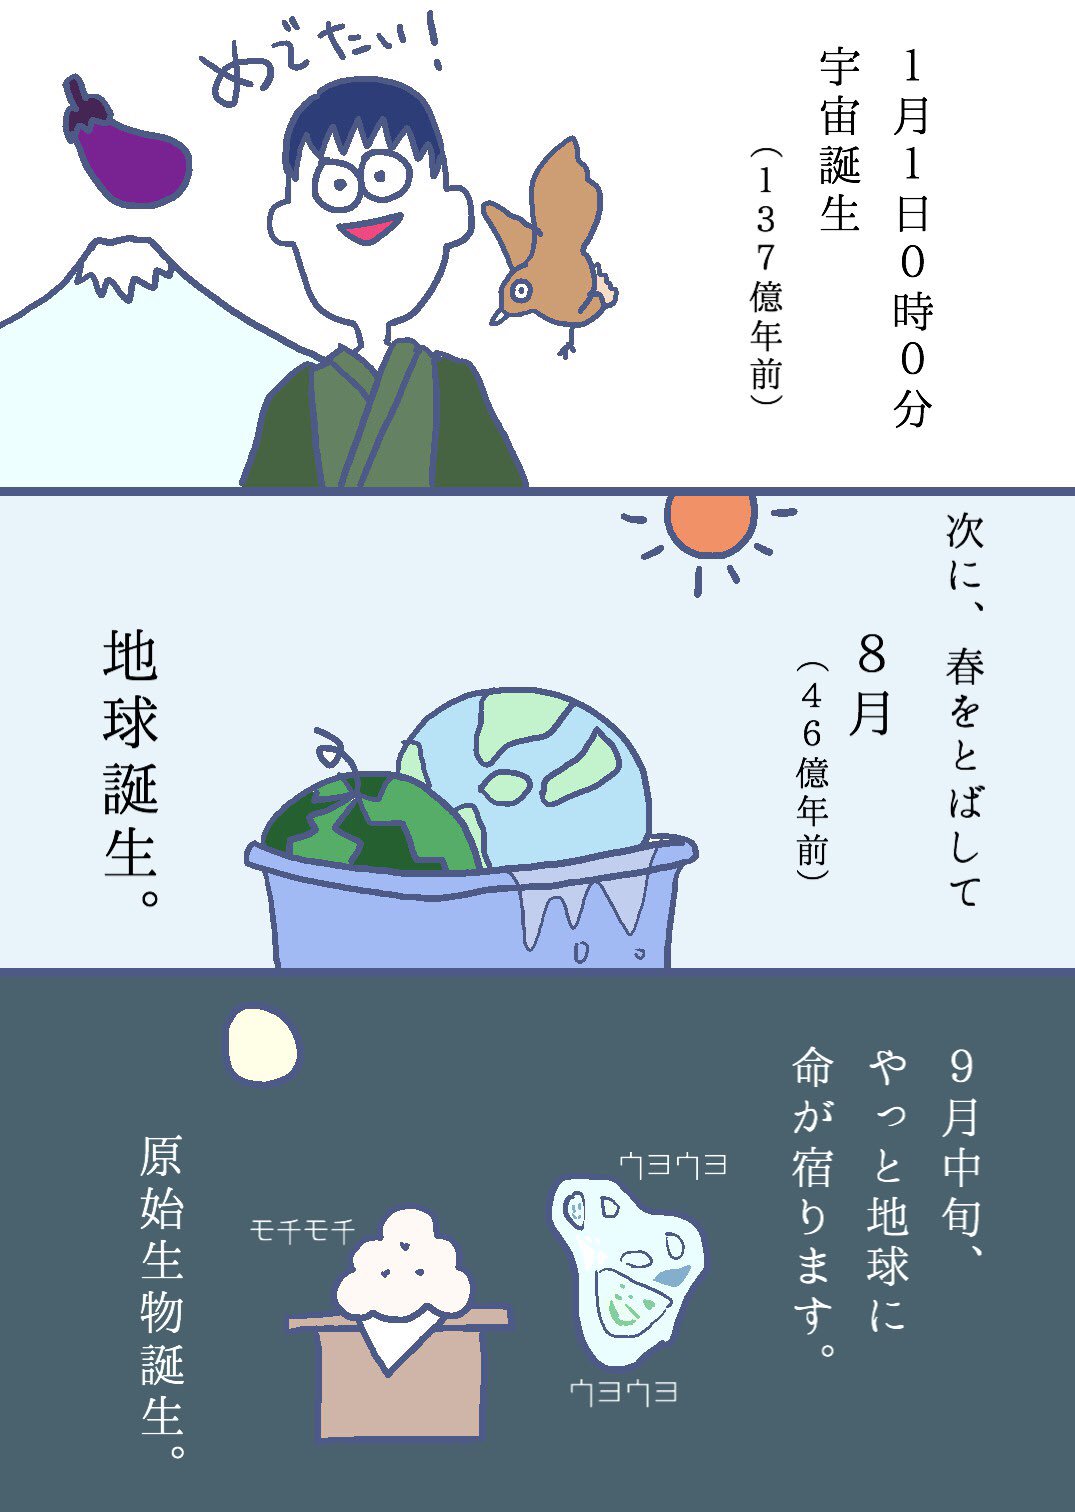 1月1日0時0分
宇宙誕生
（137億年前）
めでたい！
次に、春をとばして
8月
（46億年前）
地球誕生。
9月中旬、
やっと地球に
命が宿ります。
ウヨウヨ
ウヨウヨ
モチモチ
原始生物誕生。